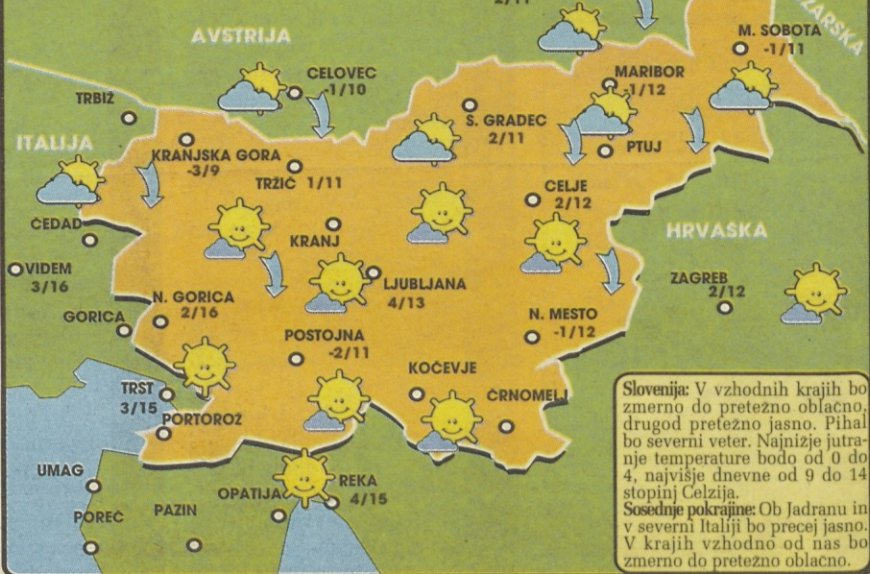 2/11
AVSTRIJA
M. SOBOTA
-1/11
CELOVEC
-1/10
MARIBOR
-1/12
TRBIŽ
S. GRADEC
2/11
ITALIJA
PTUJ
KRANJSKA GORA
-3/9
TRŽIČ 1/11
CELJE
2/12
ČEDAD
HRVAŠKA
KRANJ
VIDEM
3/16
LJUBLJANA
4/13
ZAGREB
2/12
N. GORICA
2/16
GORICA
N. MESTO
-1/12
POSTOJNA
-2/11
KOČEVJE
TRST
3/15
ČRNOMELJ
PORTOROŽ
UMAG
REKA
4/15
OPATIJA
PAZIN
POREČ
Slovenija: V vzhodnih krajih bo
zmerno do pretežno oblačno,
drugod pretežno jasno. Pihal
bo severni veter. Najnižje jutra-
nje temperature bodo od 0 do
4, najvišje dnevne od 9 do 14
stopinj Celzija.
Sosednje pokrajine: Ob Jadranu in
v severni Italiji bo precej jasno.
V krajih vzhodno od nas bo
zmerno do pretežno oblačno.